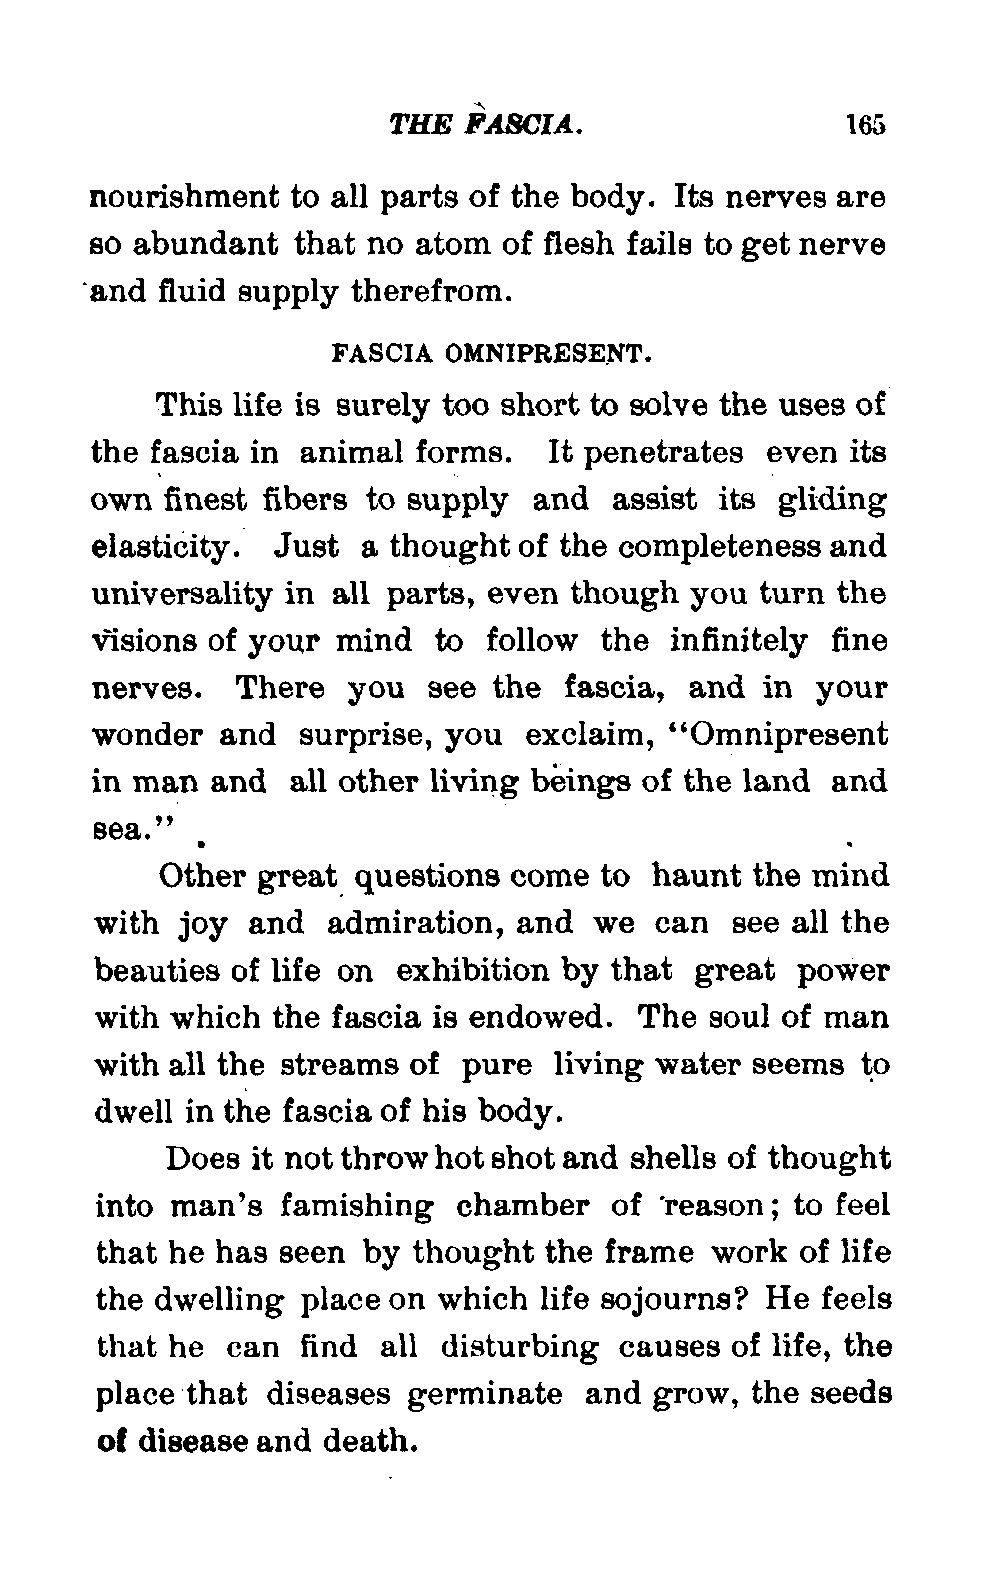 THE FASCIA. 165
nourishment to all parts of the body. Its nerves are
so abundant that no atom of flesh fails to get nerve
and fluid supply therefrom.
FASCIA OMNIPRESENT.
This life is surely too short to solve the uses of
the fascia in animal forms. It penetrates even its
own finest fibers to supply and assist its gliding
elasticity. Just a thought of the completeness and
universality in all parts, even though you turn the
visions of your mind to follow the infinitely fine
nerves. There you see the fascia, and in your
wonder and surprise, you exclaim, “Omnipresent
in man and all other living beings of the land and
sea.”
Other great questions come to haunt the mind
with joy and admiration, and we can see all the
beauties of life on exhibition by that great power
with which the fascia is endowed. The soul of man
with all the streams of pure living water seems to
dwell in the fascia of his body.
Does it not throw hot shot and shells of thought
into man’s famishing chamber of reason; to feel
that he has seen by thought the frame work of life
the dwelling place on which life sojourns? He feels
that he can find all disturbing causes of life, the
place that diseases germinate and grow, the seeds
of disease and death.